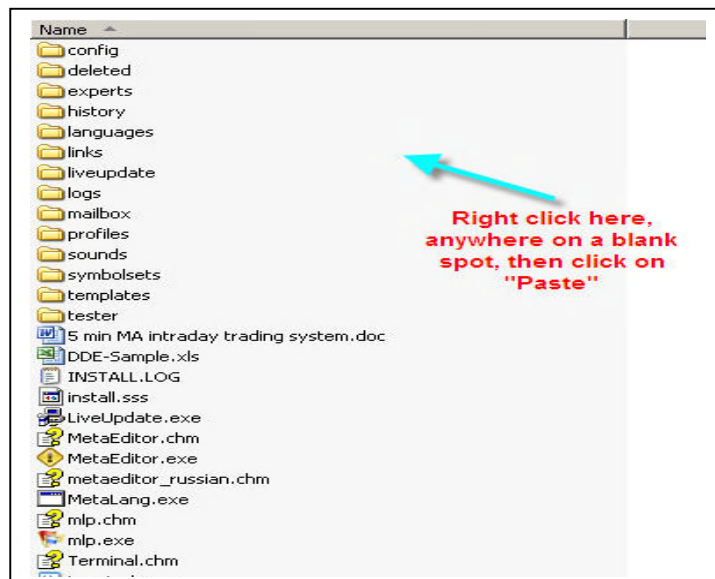 Name
config
deleted
experts
history
languages
links
liveupdate
logs
mailbox
profiles
sounds
symbolsets
templates
tester
5 min MA intraday trading system.doc
DDE-Sample.xls
INSTALL.LOG
install.sss
LiveUpdate.exe
MetaEditor.chm
MetaEditor.exe
metaeditor_russian.chm
MetaLang.exe
mlp.chm
mlp.exe
Terminal.chm
Right click here,
anywhere on a blank
spot, then click on
"Paste"